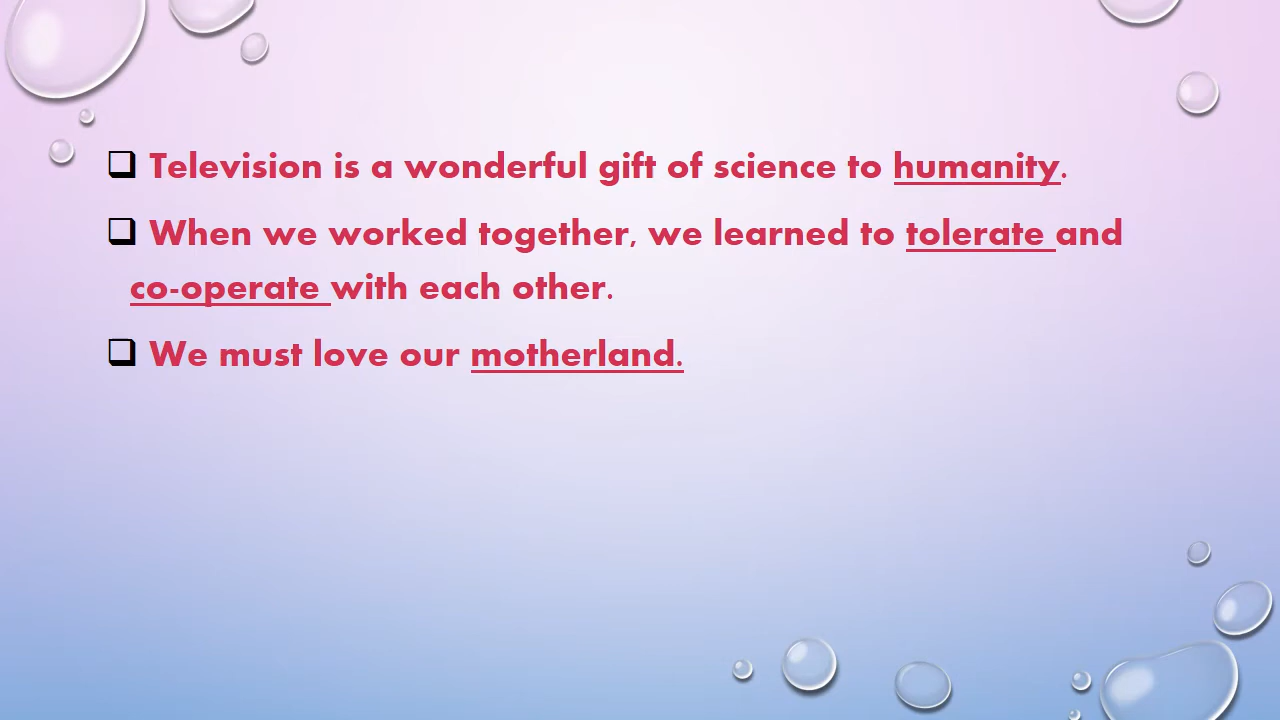 ❑ Television is a wonderful gift of science to humanity.
❑ When we worked together, we learned to tolerate and
co-operate with each other.
❑ We must love our motherland.